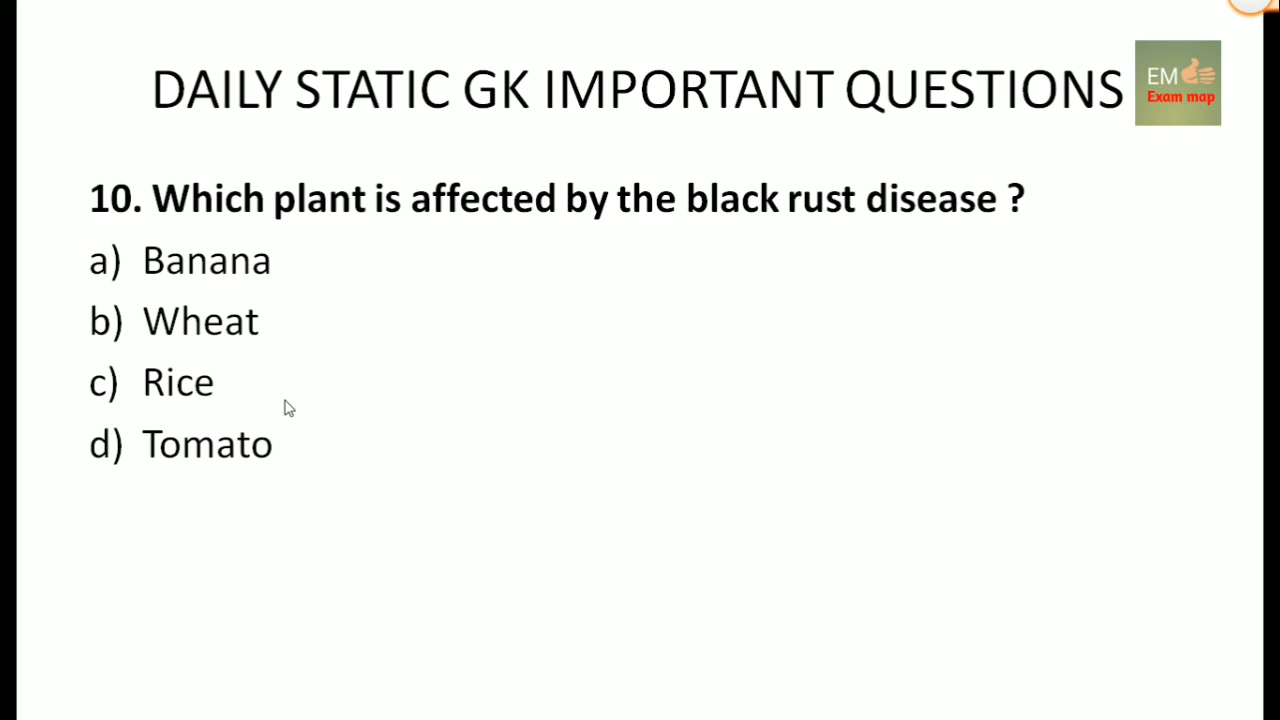 DAILY STATIC GK IMPORTANT QUESTIONS
EM
Exam map
10. Which plant is affected by the black rust disease ?
a) Banana
b) Wheat
c) Rice
d) Tomato